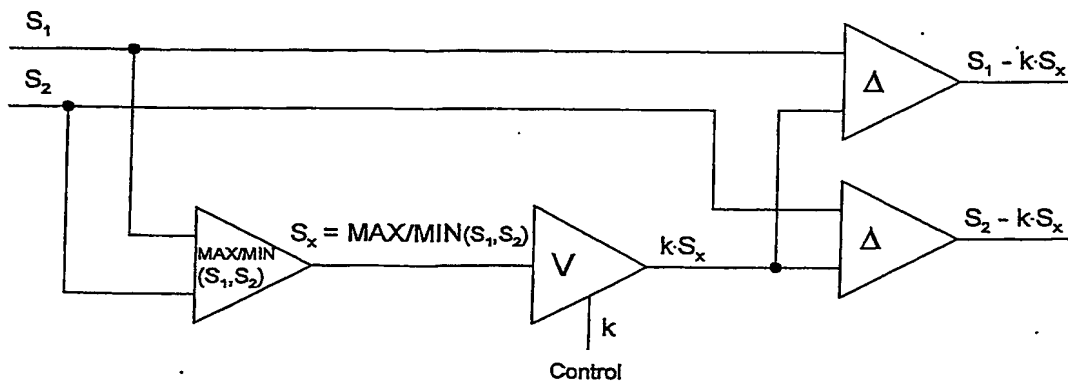 S₁
S₂
Δ
S₁ - k·Sₓ
MAX/MIN
(S₁,S₂)
Sₓ = MAX/MIN(S₁,S₂)
V
k·Sₓ
Δ
S₂ - k·Sₓ
k
Control